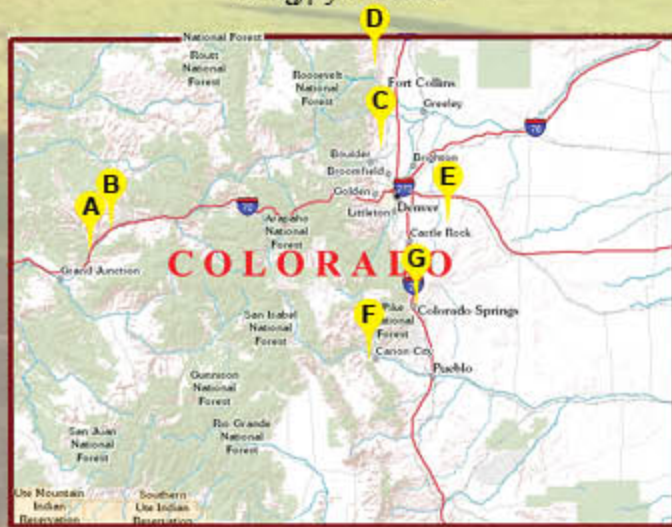 D
National Forest
Routt
National
Forest
Roosevelt
National
Forest
Fort Collins
Greeley
C
76
Boulder
Broomfield
Brighton
Golden
Denver
Littleton
E
B
A
70
Arapaho
National
Forest
Castle Rock
COLORADO
Grand Junction
G
F
San Isabel
National
Forest
Pike
National
Forest
Colorado Springs
Canon City
Pueblo
Gunnison
National
Forest
San Juan
National
Forest
Rio Grande
National
Forest
Ute Mountain
Indian
Reservation
Southern
Ute Indian
Reservation